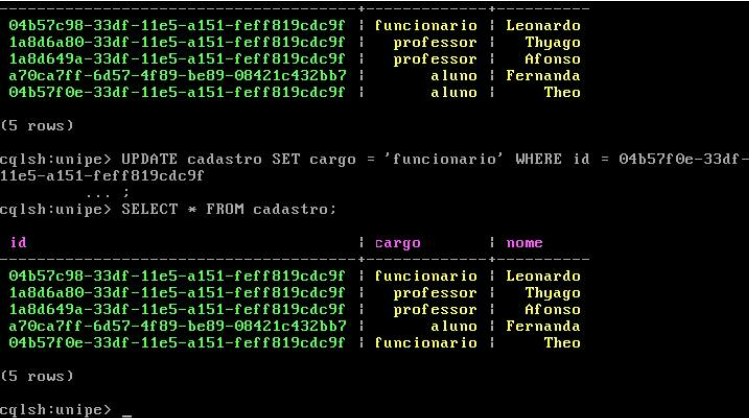 04b57c98-33df-11e5-a151-feff819cdc9f | funcionario | Leonardo
1a8d6a80-33df-11e5-a151-feff819cdc9f | professor | Thyago
1a8d649a-33df-11e5-a151-feff819cdc9f | professor | Afonso
a70ca7ff-6d57-4f89-be89-08421c432bb7 | aluno | Fernanda
04b57f0e-33df-11e5-a151-feff819cdc9f | aluno | Theo
(5 rows)
cqlsh:unipe> UPDATE cadastro SET cargo = 'funcionario' WHERE id = 04b57f0e-33df-
11e5-a151-feff819cdc9f
... ;
cqlsh:unipe> SELECT * FROM cadastro;
id | cargo | nome
04b57c98-33df-11e5-a151-feff819cdc9f | funcionario | Leonardo
1a8d6a80-33df-11e5-a151-feff819cdc9f | professor | Thyago
1a8d649a-33df-11e5-a151-feff819cdc9f | professor | Afonso
a70ca7ff-6d57-4f89-be89-08421c432bb7 | aluno | Fernanda
04b57f0e-33df-11e5-a151-feff819cdc9f | funcionario | Theo
(5 rows)
cqlsh:unipe> _